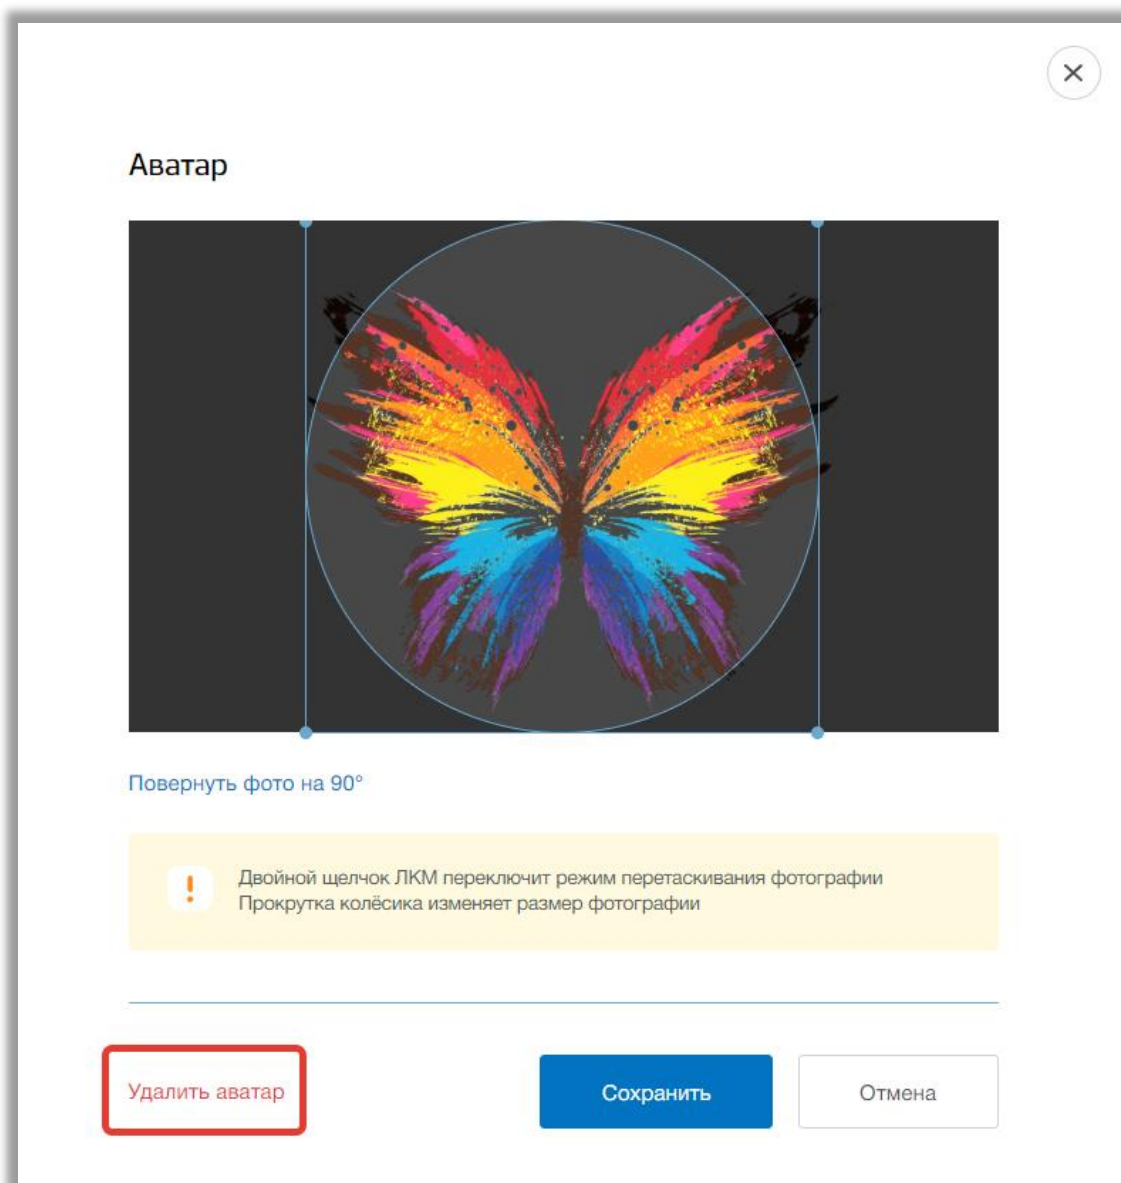 Аватар
Повернуть фото на 90°
Двойной щелчок ЛКМ переключит режим перетаскивания фотографии
Прокрутка колёсика изменяет размер фотографии
Удалить аватар
Сохранить
Отмена